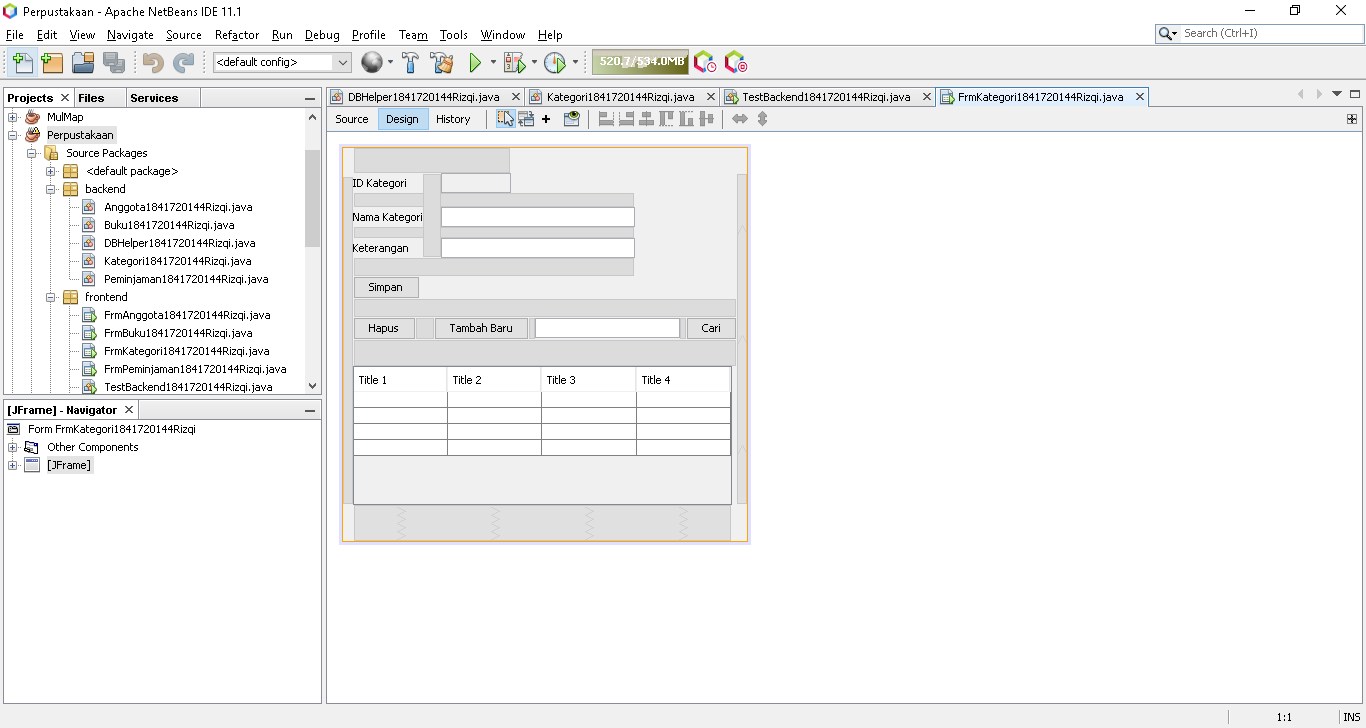 Perpustakaan - Apache NetBeans IDE 11.1
File Edit View Navigate Source Refactor Run Debug Profile Team Tools Window Help
Search (Ctrl+I)
<default config>
520.7/534.0MB
Projects Files Services
MulMap
Perpustakaan
Source Packages
<default package>
backend
Anggota1841720144Rizqi.java
Buku1841720144Rizqi.java
DBHelper1841720144Rizqi.java
Kategori1841720144Rizqi.java
Peminjaman1841720144Rizqi.java
frontend
FrmAnggota1841720144Rizqi.java
FrmBuku1841720144Rizqi.java
FrmKategori1841720144Rizqi.java
FrmPeminjaman1841720144Rizqi.java
TestBackend1841720144Rizqi.java
[JFrame] - Navigator
Form FrmKategori1841720144Rizqi
Other Components
[JFrame]
DBHelper1841720144Rizqi.java Kategori1841720144Rizqi.java TestBackend1841720144Rizqi.java FrmKategori1841720144Rizqi.java
Source Design History
ID Kategori
Nama Kategori
Keterangan
Simpan
Hapus Tambah Baru Cari
Title 1 Title 2 Title 3 Title 4
1:1 INS